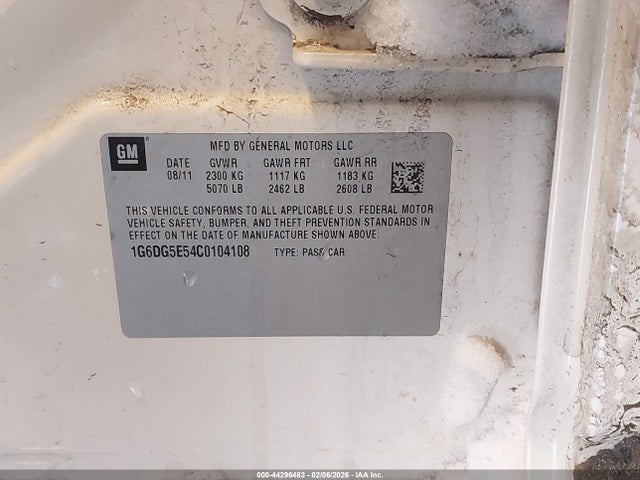 GM
MFD BY GENERAL MOTORS LLC
DATE GVWR GAWR FRT GAWR RR
08/11 2300 KG 1117 KG 1183 KG
5070 LB 2462 LB 2608 LB
THIS VEHICLE CONFORMS TO ALL APPLICABLE U.S. FEDERAL MOTOR
VEHICLE SAFETY, BUMPER, AND THEFT PREVENTION STANDARDS IN
EFFECT ON THE DATE OF MANUFACTURE SHOWN ABOVE.
1G6DG5E54C0104108 TYPE: PASS CAR
000-44296483 - 02/06/2026 - IAA Inc.